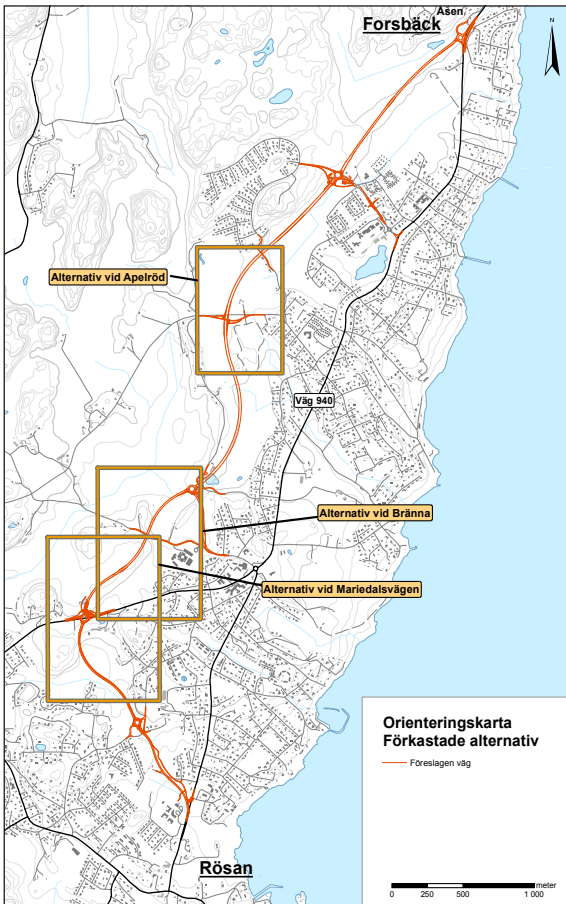 Åsen
Forsbäck
N
Alternativ vid Apelröd
Väg 940
Alternativ vid Bränna
Alternativ vid Mariedalsvägen
Orienteringskarta
Förkastade alternativ
Föreslagen väg
Rösan
meter
0 250 500 1 000